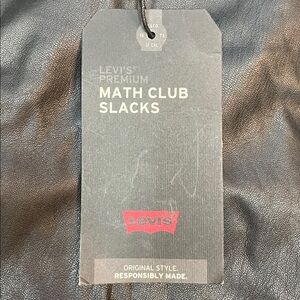 LEVI'S
PREMIUM
MATH CLUB
SLACKS
LEVI'S
ORIGINAL STYLE.
RESPONSIBLY MADE.